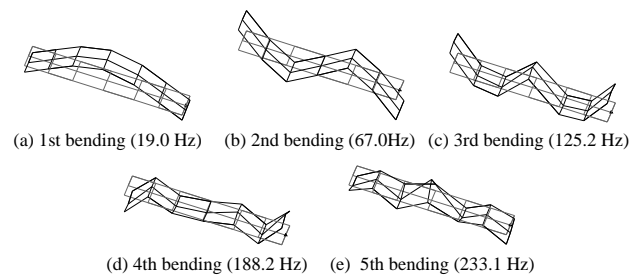 (a) 1st bending (19.0 Hz) (b) 2nd bending (67.0Hz) (c) 3rd bending (125.2 Hz)
(d) 4th bending (188.2 Hz) (e) 5th bending (233.1 Hz)